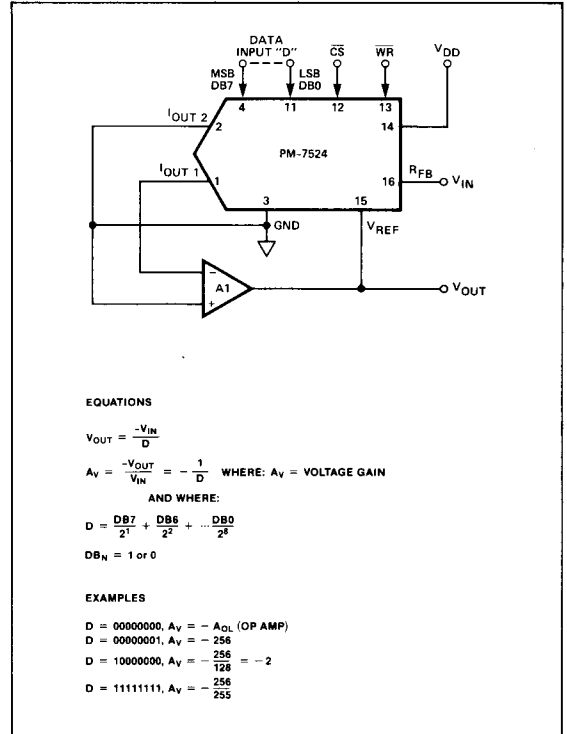 DATA
INPUT "D"
CS
WR
VDD
MSB
DB7
LSB
DB0
4
11
12
13
IOUT 2
2
14
PM-7524
IOUT 1
1
RFB
16
VIN
3
15
GND
VREF
A1
−
+
VOUT
EQUATIONS
VOUT = -VIN / D
AV = -VOUT / VIN = - 1 / D WHERE: AV = VOLTAGE GAIN
AND WHERE:
D = DB7 / 2^1 + DB6 / 2^2 + ···DB0 / 2^8
DBN = 1 or 0
EXAMPLES
D = 00000000, AV = - AOL (OP AMP)
D = 00000001, AV = - 256
D = 10000000, AV = - 256 / 128 = -2
D = 11111111, AV = - 256 / 255